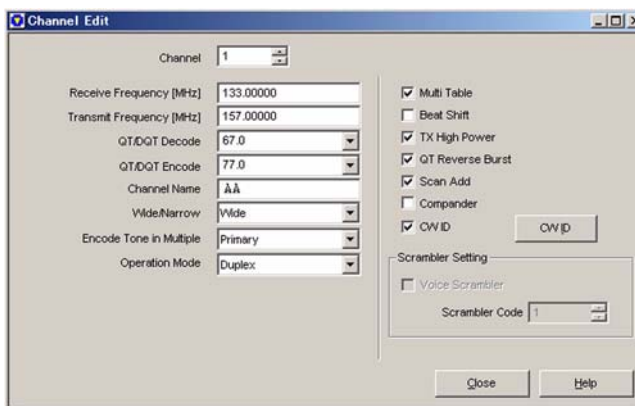 Channel Edit
Channel 1
Receive Frequency [MHz] 133.00000
Transmit Frequency [MHz] 157.00000
QT/DQT Decode 67.0
QT/DQT Encode 77.0
Channel Name ÀÀ
Wide/Narrow Wide
Encode Tone in Multiple Primary
Operation Mode Duplex
Multi Table
Beat Shift
TX High Power
QT Reverse Burst
Scan Add
Compander
CW ID CW ID
Scrambler Setting
Voice Scrambler
Scrambler Code 1
Close Help